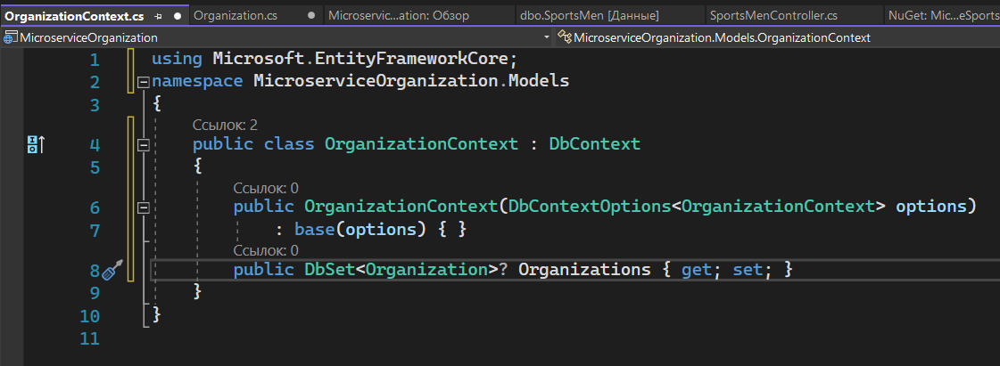 OrganizationContext.cs
Organization.cs
Microservic...ation: Обзор
dbo.SportsMen [Данные]
SportsMenController.cs
NuGet: Mic...eSports
MicroserviceOrganization
MicroserviceOrganization.Models.OrganizationContext
1 using Microsoft.EntityFrameworkCore;
2 namespace MicroserviceOrganization.Models
3 {
Ссылок: 2
4 public class OrganizationContext : DbContext
5 {
Ссылок: 0
6 public OrganizationContext(DbContextOptions<OrganizationContext> options)
7 : base(options) { }
Ссылок: 0
8 public DbSet<Organization>? Organizations { get; set; }
9 }
10 }
11